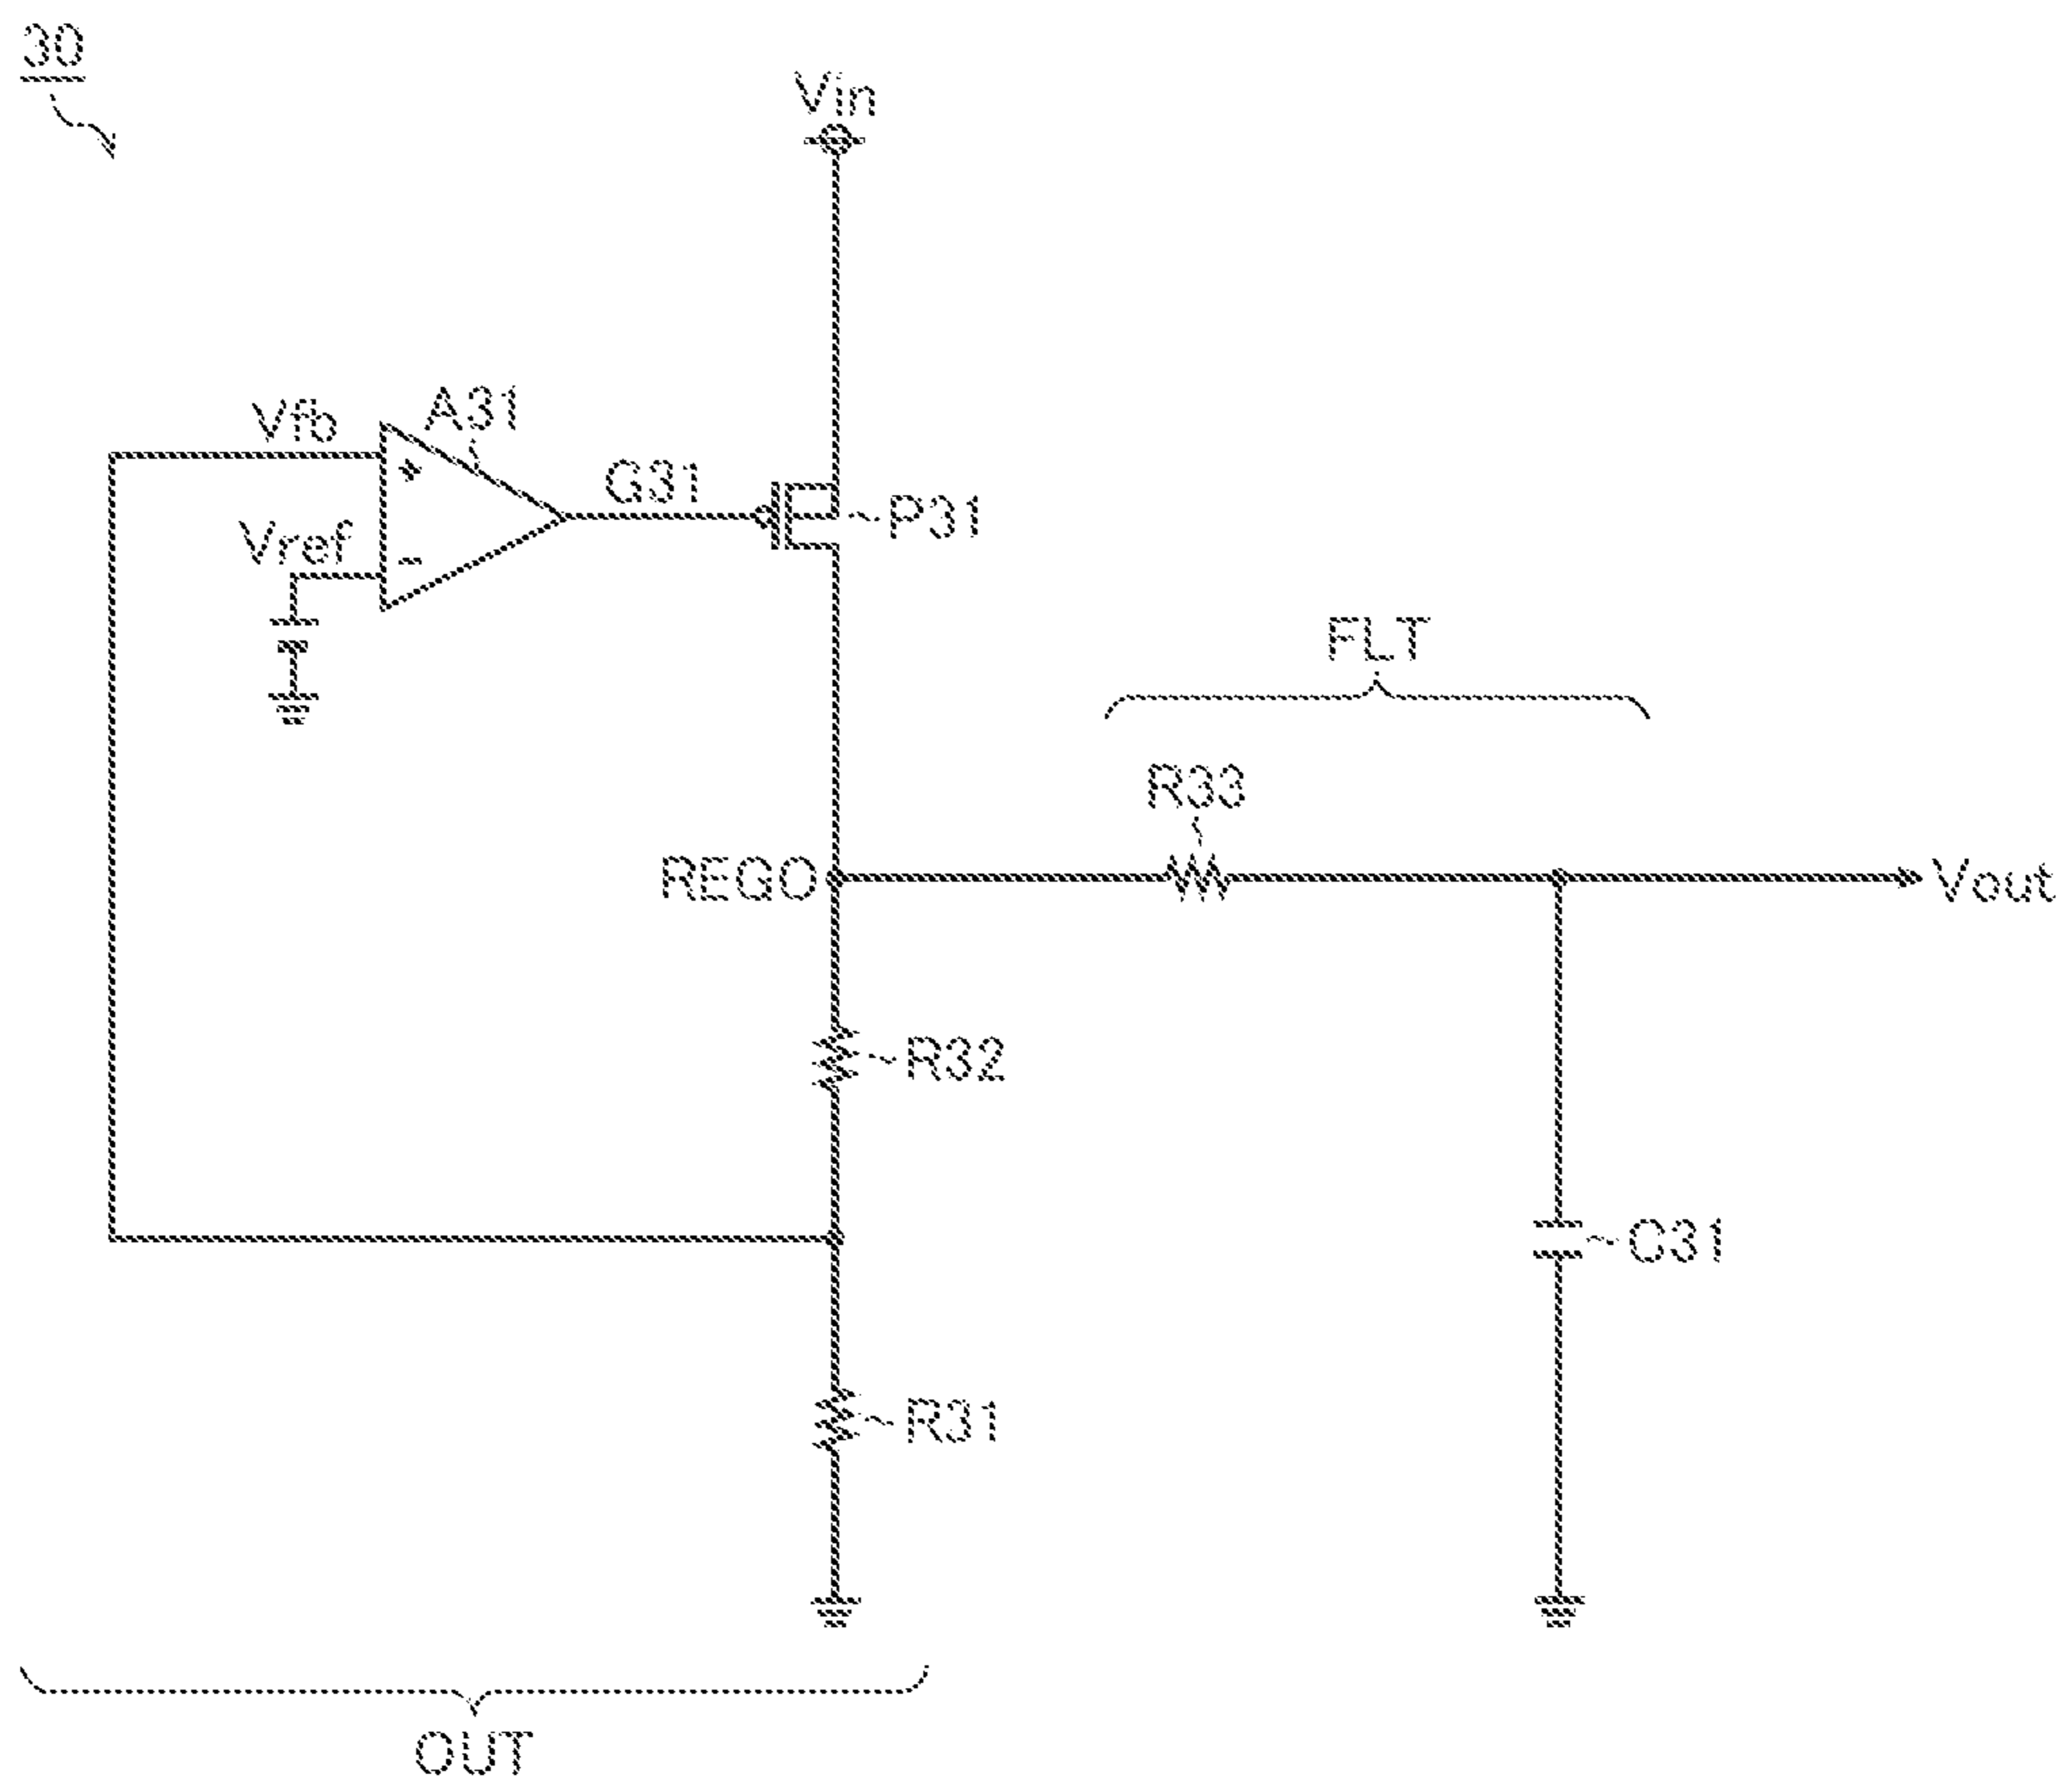 30
Vin
Vfb
A31
G31
P31
Vref
+
-
FLT
R33
REGO
Vout
R32
C31
R31
OUT